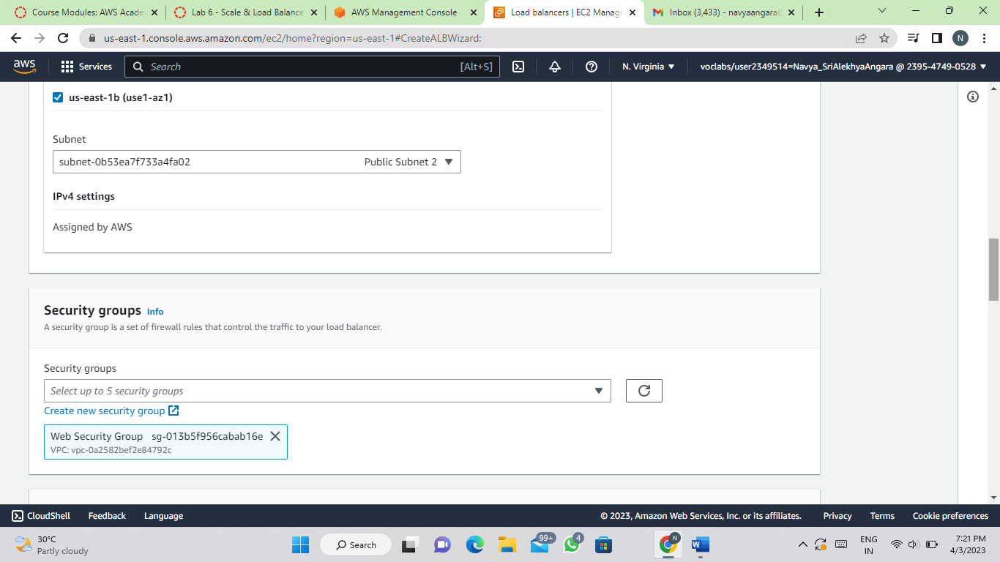 Course Modules: AWS Acade
Lab 6 - Scale & Load Balance
AWS Management Console
Load balancers | EC2 Manage
Inbox (3,433) - navyaangara@
us-east-1.console.aws.amazon.com/ec2/home?region=us-east-1#CreateALBWizard:
N
aws
Services
Search
[Alt+S]
N. Virginia
voclabs/user2349514=Navya_SriAlekhyaAngara @ 2395-4749-0528
us-east-1b (use1-az1)
Subnet
subnet-0b53ea7f733a4fa02 Public Subnet 2
IPv4 settings
Assigned by AWS
Security groups Info
A security group is a set of firewall rules that control the traffic to your load balancer.
Security groups
Select up to 5 security groups
Create new security group
Web Security Group sg-013b5f956cabab16e
VPC: vpc-0a2582bef2e84792c
CloudShell
Feedback
Language
© 2023, Amazon Web Services, Inc. or its affiliates.
Privacy
Terms
Cookie preferences
30°C
Partly cloudy
Search
99+
4
N
W
ENG
IN
7:21 PM
4/3/2023